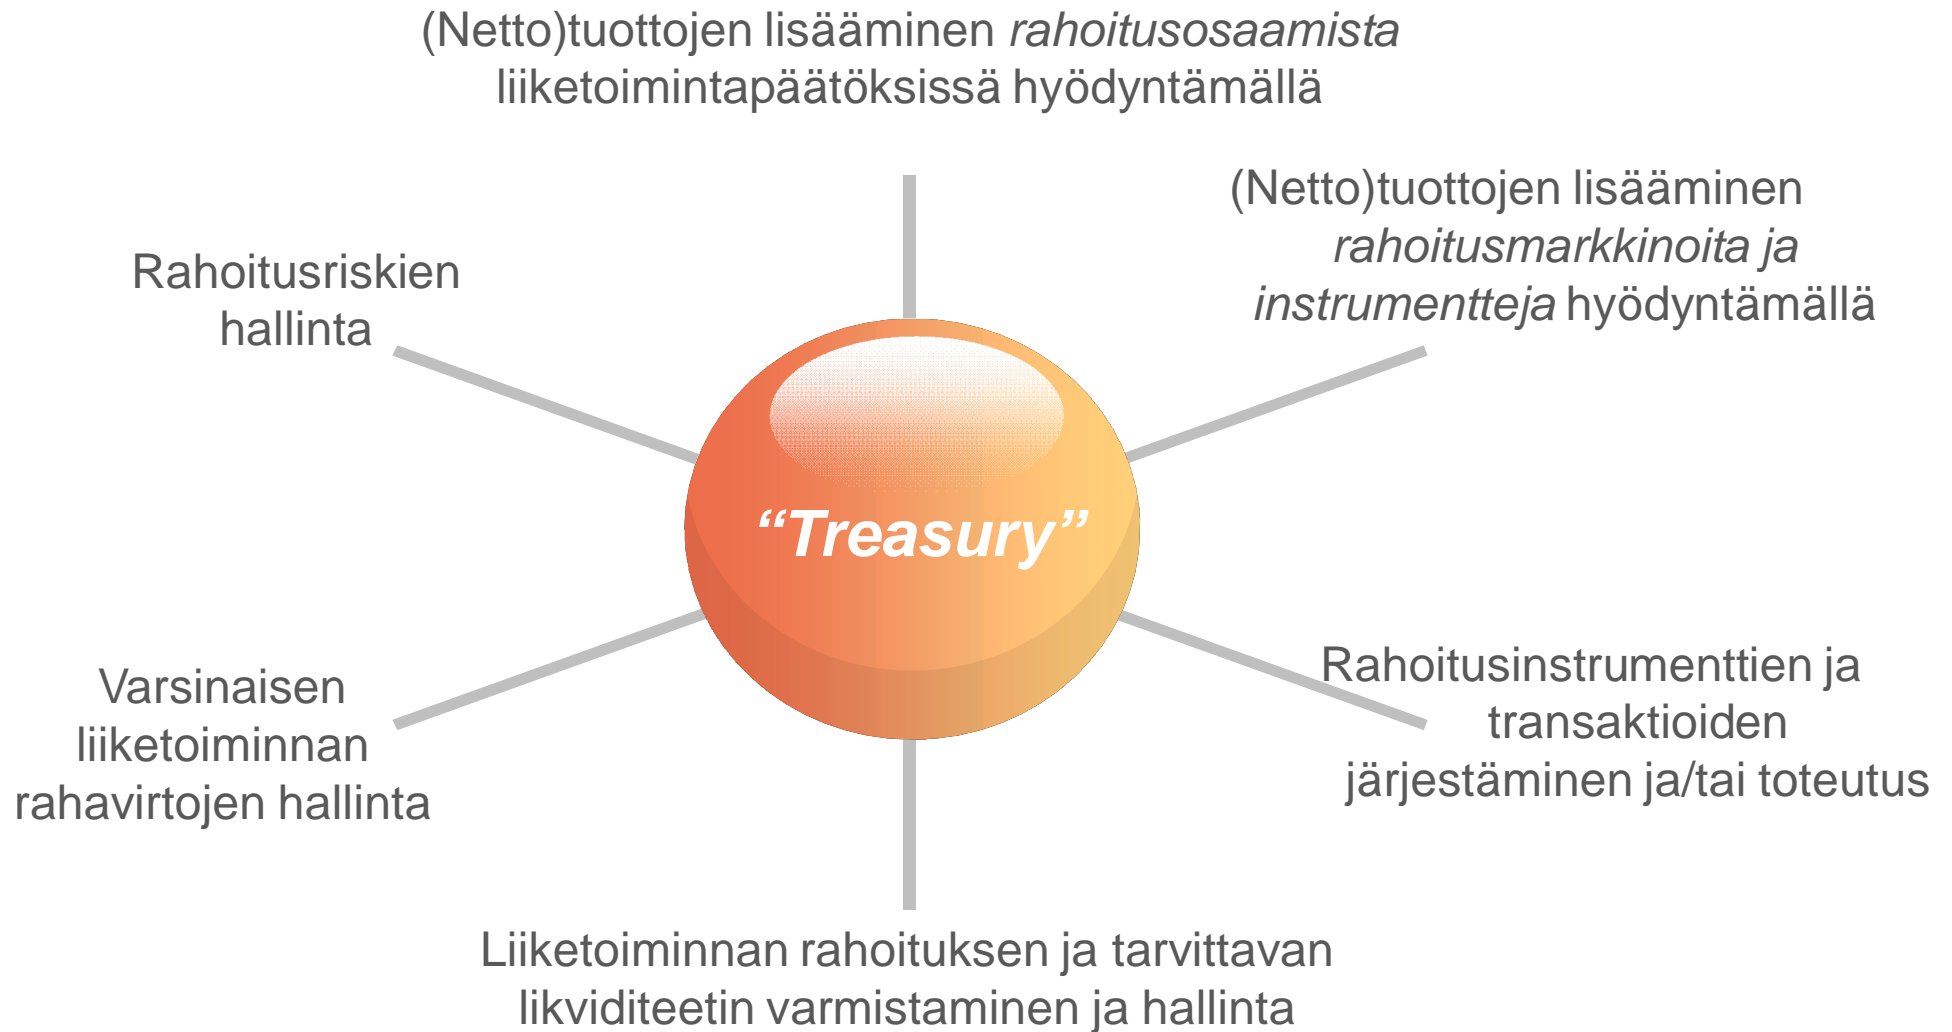 (Netto)tuottojen lisääminen rahoitusosaamista
liiketoimintapäätöksissä hyödyntämällä
(Netto)tuottojen lisääminen
rahoitusmarkkinoita ja
instrumentteja hyödyntämällä
Rahoitusriskien
hallinta
“Treasury”
Varsinaisen
liiketoiminnan
rahavirtojen hallinta
Rahoitusinstrumenttien ja
transaktioiden
järjestäminen ja/tai toteutus
Liiketoiminnan rahoituksen ja tarvittavan
likviditeetin varmistaminen ja hallinta